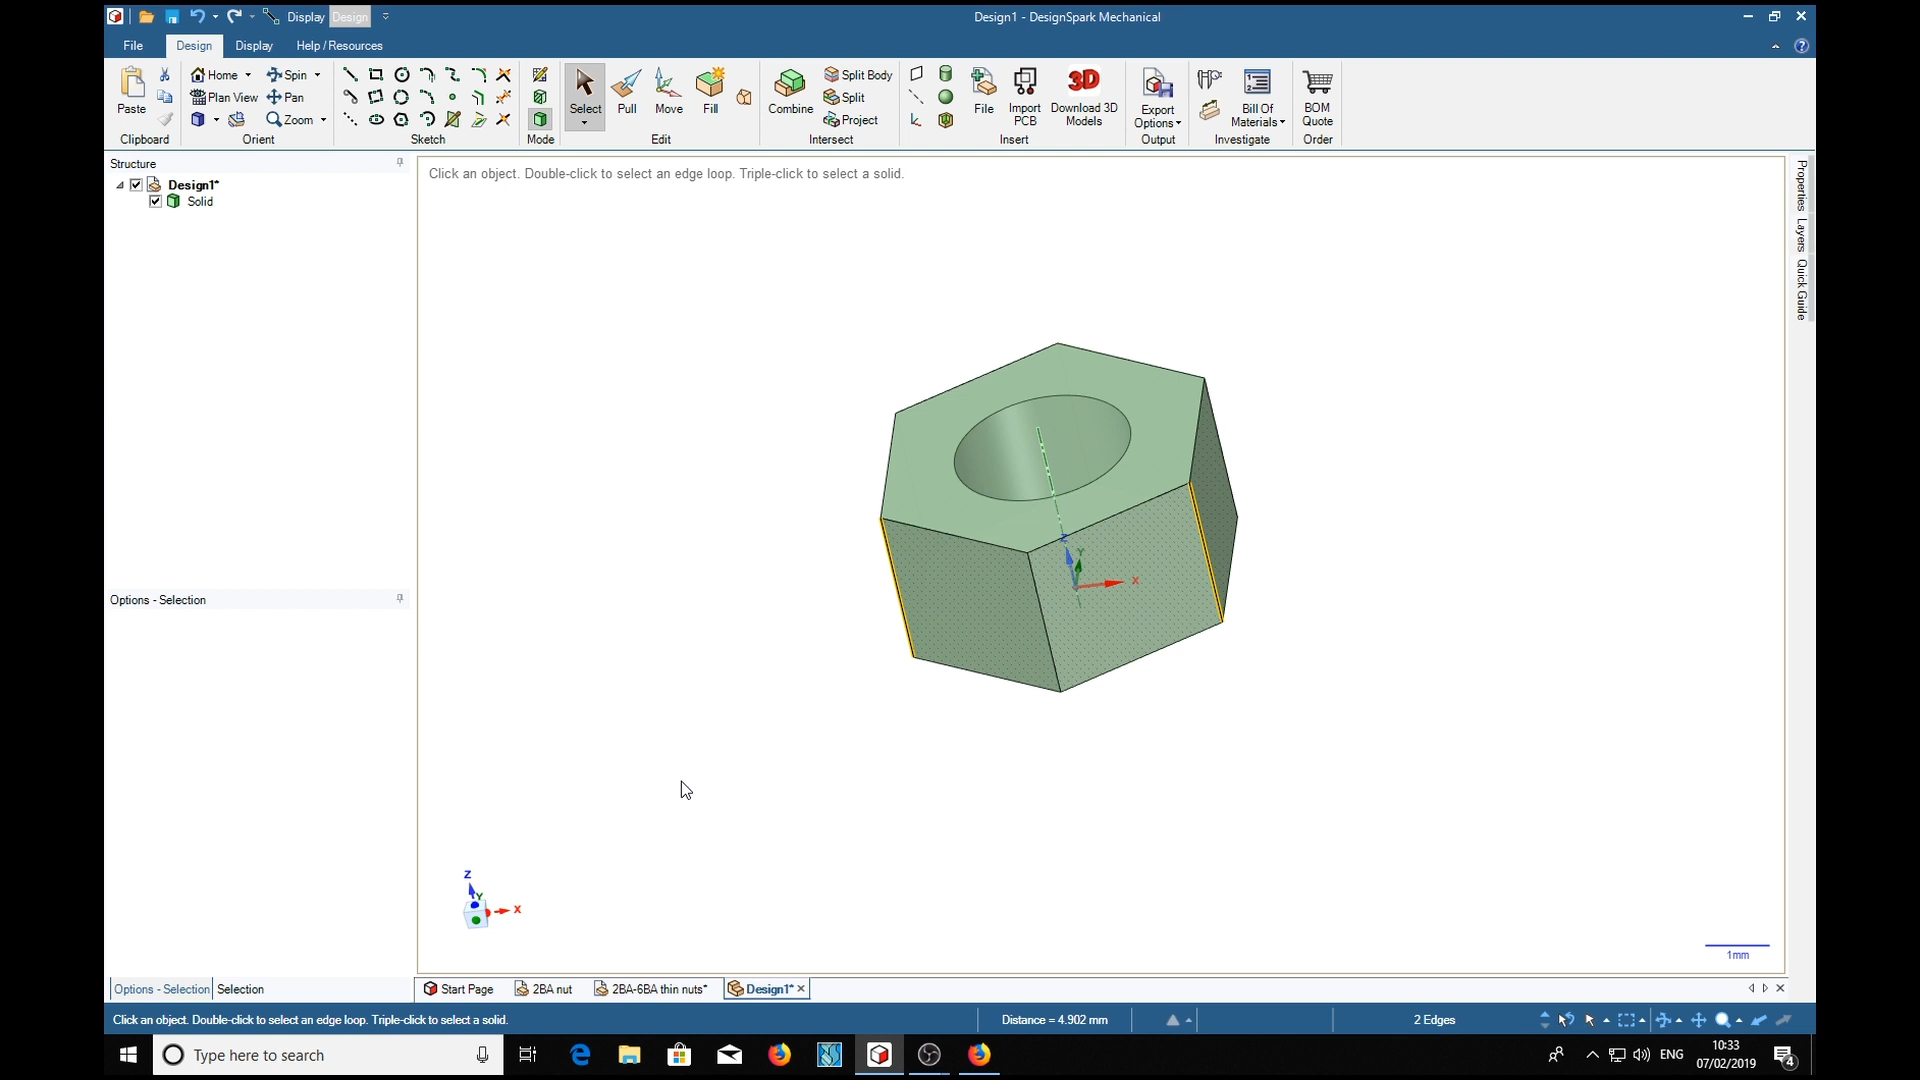 Display Design
Design1 - DesignSpark Mechanical
File Design Display Help / Resources
Paste
Clipboard
Home Spin
Plan View Pan
Zoom
Orient
Sketch
Mode
Select Pull Move Fill
Edit
Combine
Split Body
Split
Project
Intersect
File
Import PCB
3D
Download 3D Models
Insert
Export Options
Output
Bill Of Materials
Investigate
BOM Quote
Order
Structure
Design1*
Solid
Click an object. Double-click to select an edge loop. Triple-click to select a solid.
Properties
Layers
Quick Guide
Z
Y
X
Options - Selection
Z
Y
X
1mm
Options - Selection Selection
Start Page 2BA nut 2BA-6BA thin nuts* Design1*
Click an object. Double-click to select an edge loop. Triple-click to select a solid.
Distance = 4.902 mm
2 Edges
Type here to search
ENG
10:33
07/02/2019
4